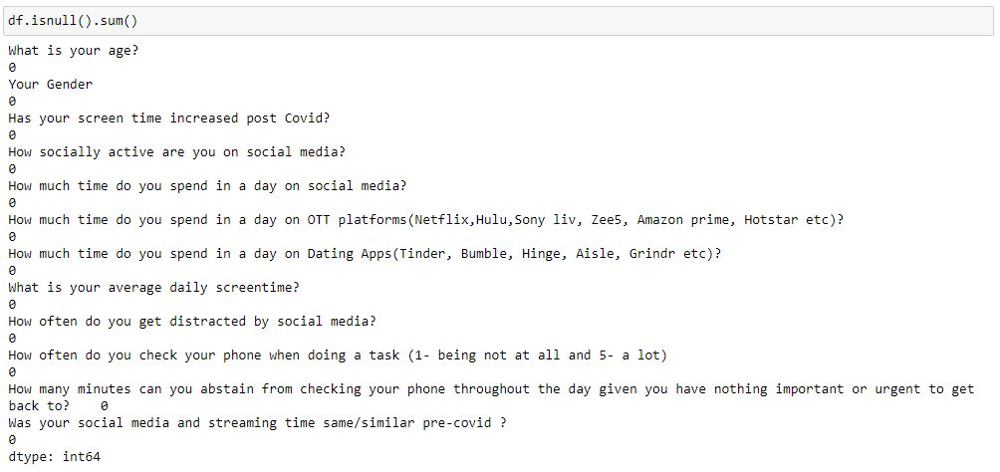 df.isnull().sum()
What is your age?
0
Your Gender
0
Has your screen time increased post Covid?
0
How socially active are you on social media?
0
How much time do you spend in a day on social media?
0
How much time do you spend in a day on OTT platforms(Netflix,Hulu,Sony liv, Zee5, Amazon prime, Hotstar etc)?
0
How much time do you spend in a day on Dating Apps(Tinder, Bumble, Hinge, Aisle, Grindr etc)?
0
What is your average daily screentime?
0
How often do you get distracted by social media?
0
How often do you check your phone when doing a task (1- being not at all and 5- a lot)
0
How many minutes can you abstain from checking your phone throughout the day given you have nothing important or urgent to get
back to?    0
Was your social media and streaming time same/similar pre-covid ?
0
dtype: int64